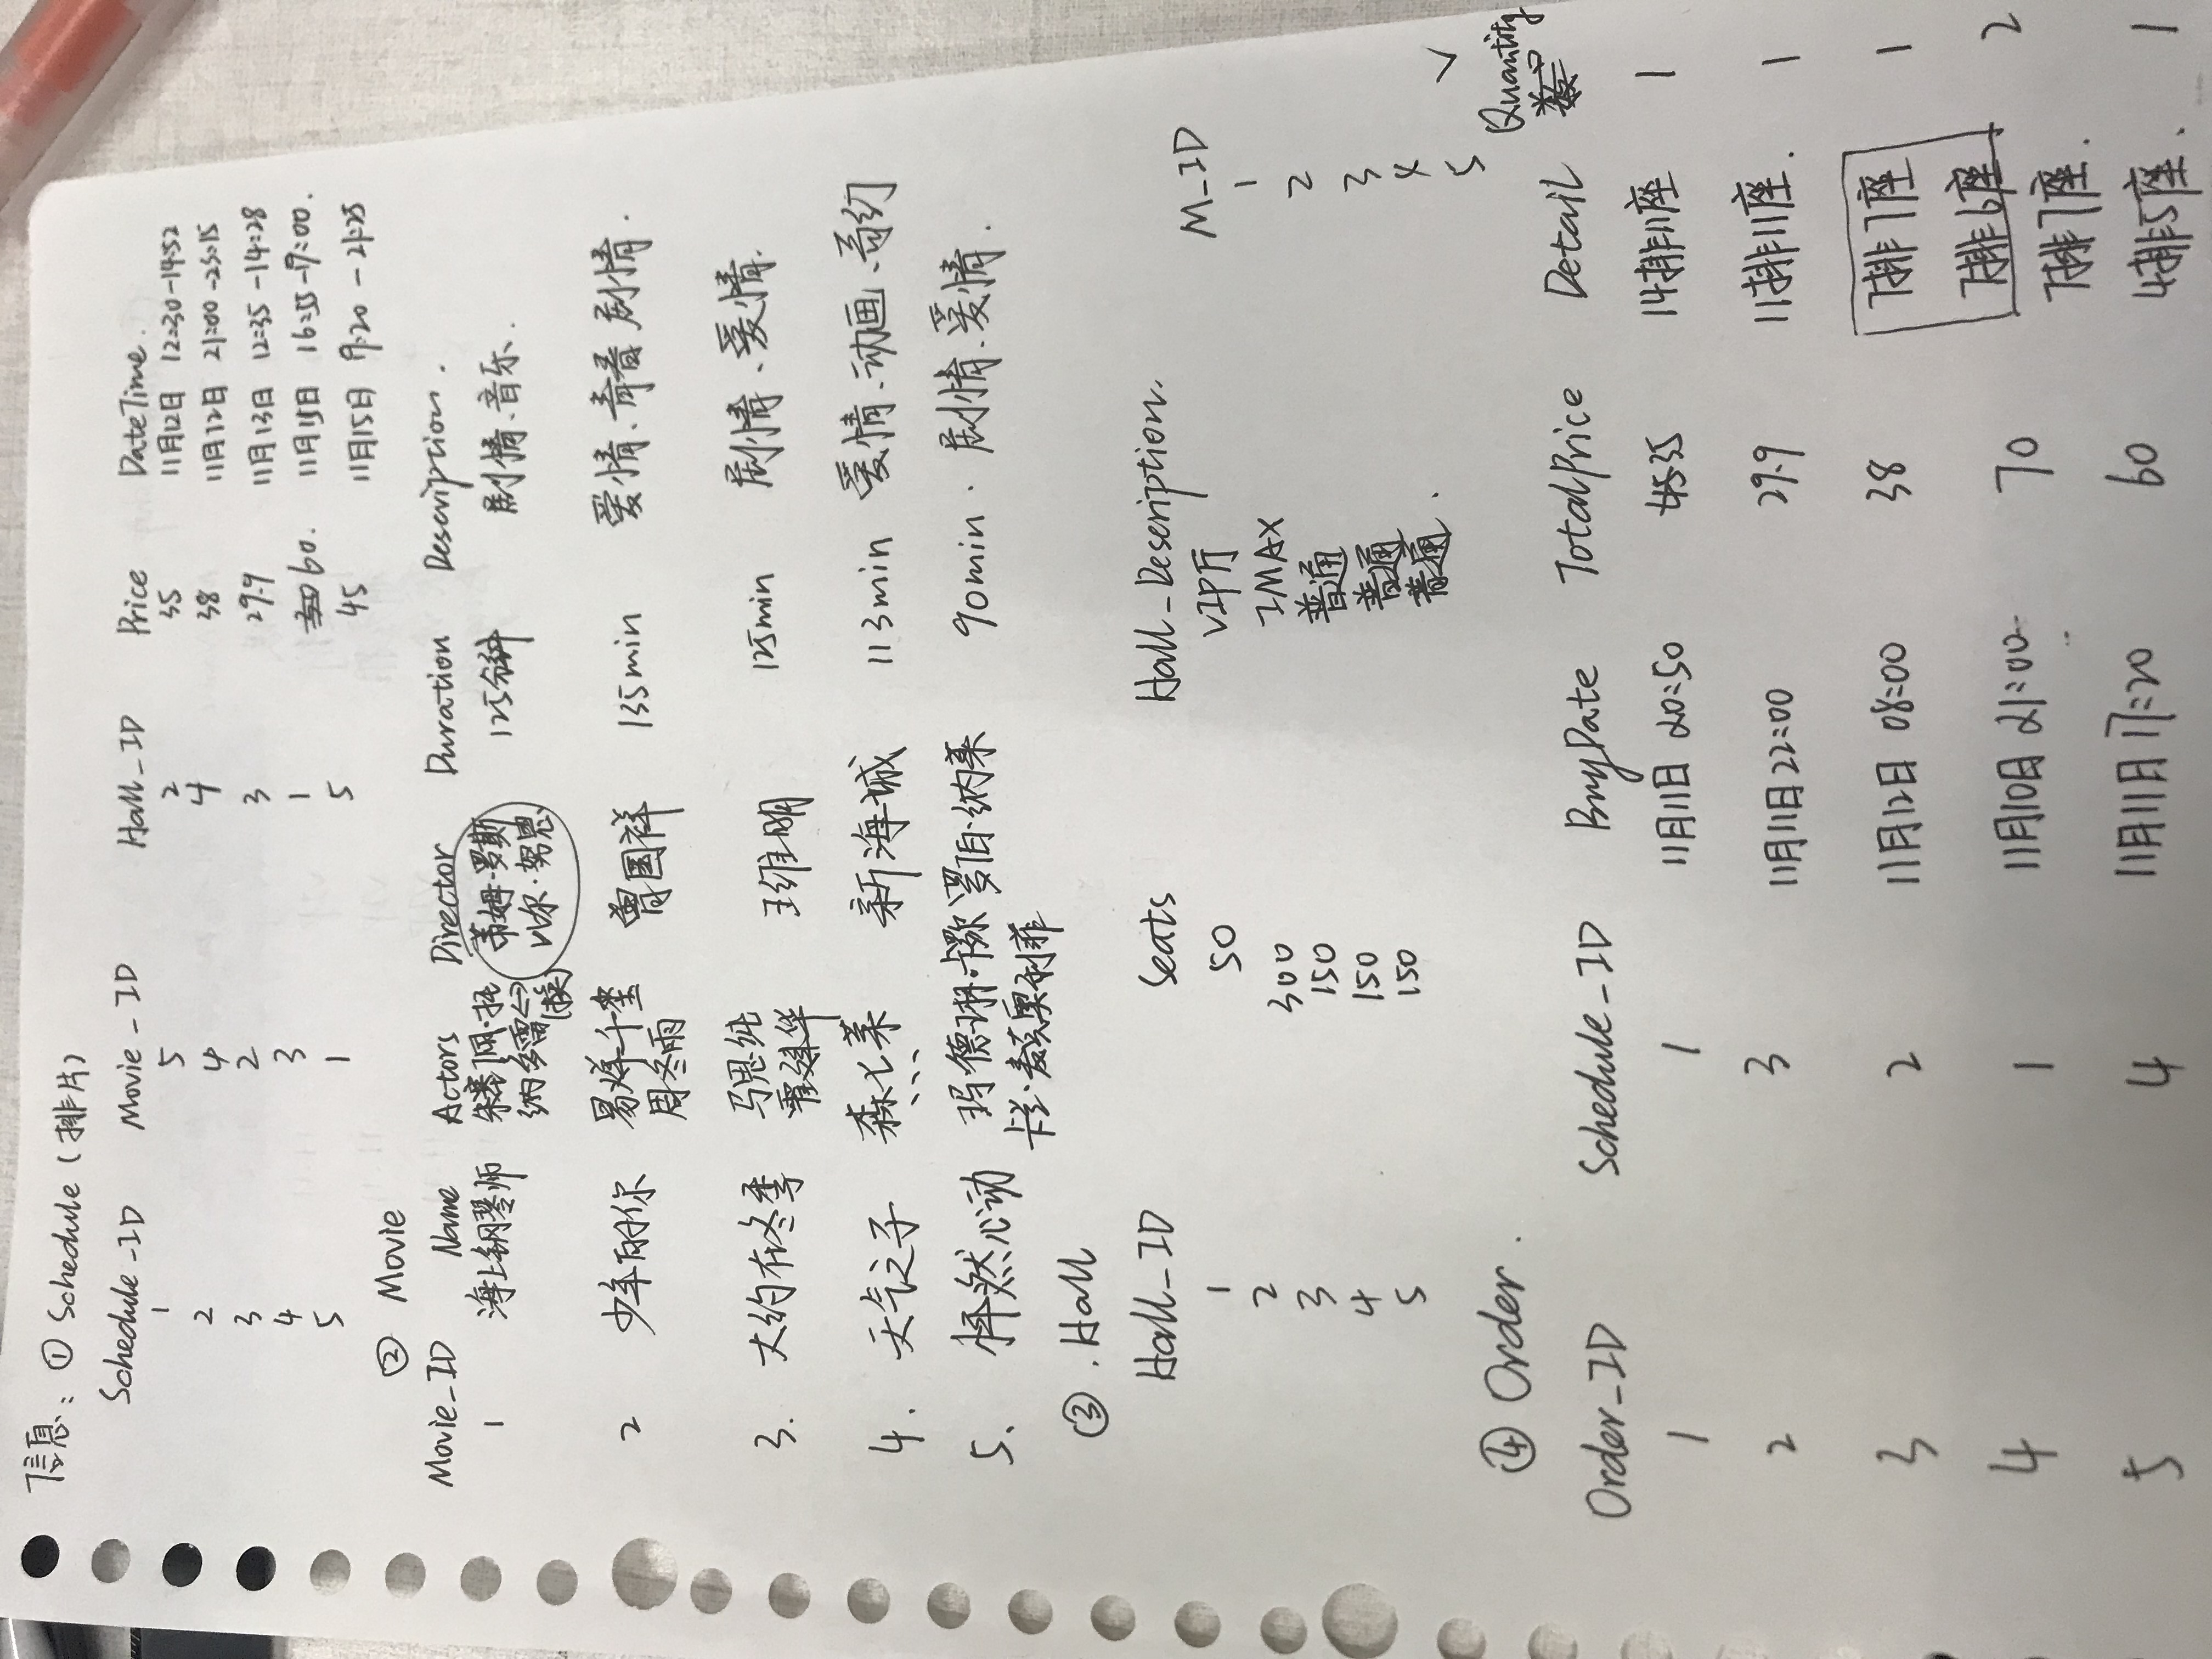 信息：① Schedule（排片）
Schedule_ID Movie_ID Hall_ID Price DateTime.
1 5 2 35 11月12日 12:30-14:52
2 4 4 38 11月12日 21:00-23:15
3 2 3 29.9 11月13日 12:35-14:28
4 3 1 60. 11月15日 16:55-19:00.
5 1 5 45 11月15日 9:20-21:25
② Movie
Movie_ID Name Actors Director Duration Description.
1 海上钢琴师 朱塞佩·托 蒂姆·罗斯 125分钟 剧情、音乐.
纳多雷<-> 比尔·努恩
(换)
2 少年的你 易烊千玺 曾国祥 135min 爱情、青春 剧情.
周冬雨
3. 大约在冬季 马思纯 王维明 125min 剧情、爱情.
霍建华
4. 天气之子 森七菜 新海城 113min 爱情、动画、奇幻
、、、
5、 怦然心动 玛德琳·卡罗尔 罗伯·纳莱 90min. 剧情、爱情.
卡兰·麦克奥利菲
③.Hall
Hall_ID Seats Hall_Description. M_ID
1 50 VIP厅 1
2 300 IMAX 2
3 150 普通 3
4 150 普通 4
5 150 普通. 5
④ Order.
Order_ID Schedule_ID BuyDate TotalPrice Detail Quantity
1 1 11月11日 20:50 35 14排11座 1
2 3 11月11日 22:00 29.9 11排11座. 1
3 2 11月12日 08:00 38 7排7座 1
7排6座
4 1 11月10日 21:00 70 7排7座. 2
5 4 11月11日 17:20 60 4排5座. 1